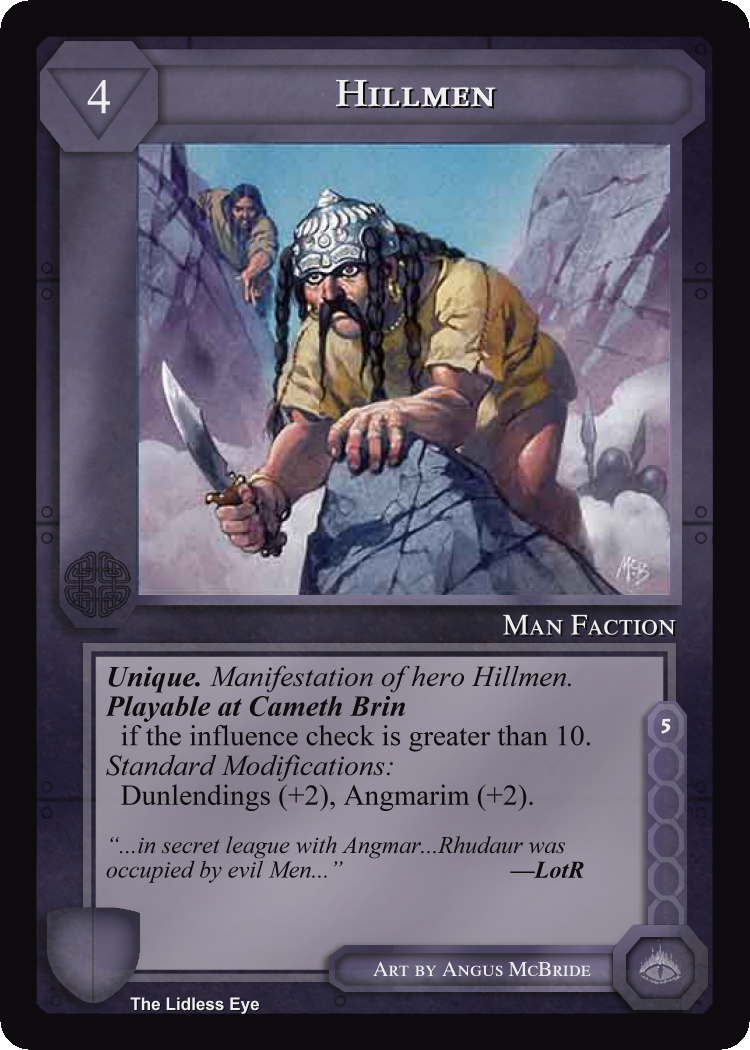 4
HILLMEN
McB
MAN FACTION
Unique. Manifestation of hero Hillmen.
Playable at Cameth Brin
if the influence check is greater than 10.
Standard Modifications:
Dunlendings (+2), Angmarim (+2).
5
“...in secret league with Angmar...Rhudaur was
occupied by evil Men...” —LotR
ART BY ANGUS MCBRIDE
The Lidless Eye